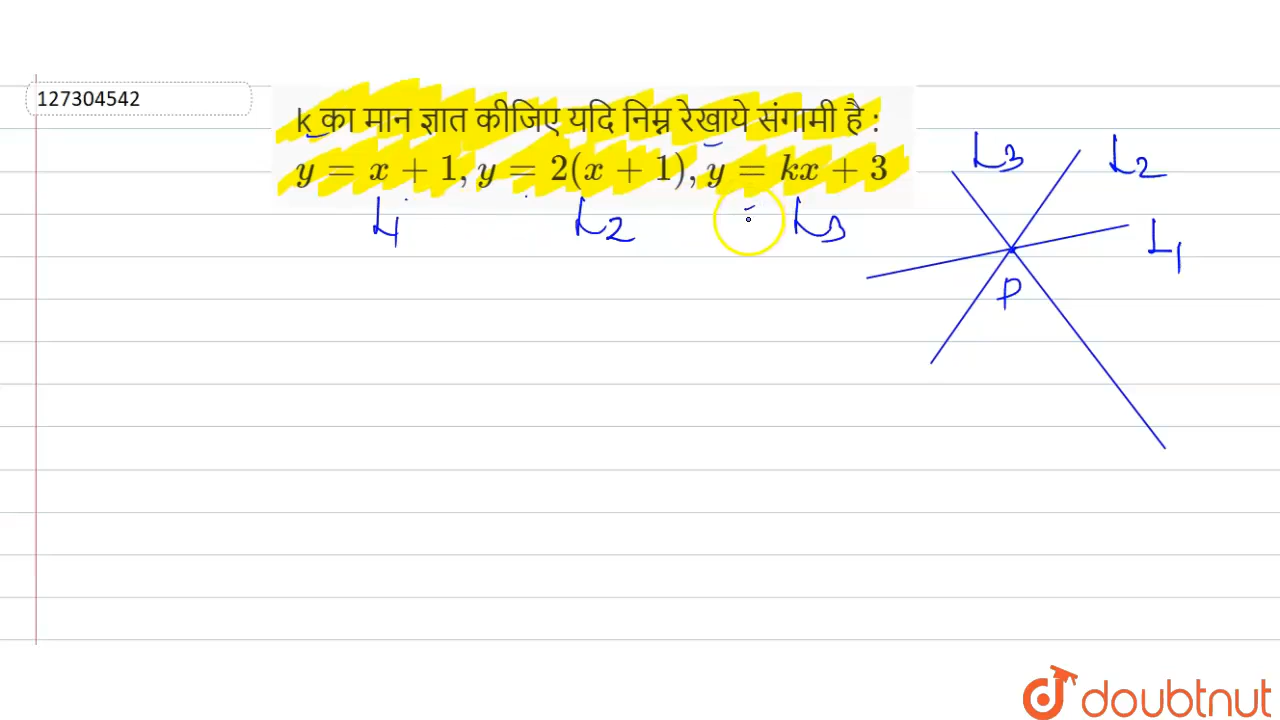 127304542
k का मान ज्ञात कीजिए यदि निम्न रेखाये संगामी है :
y = x + 1, y = 2(x + 1), y = kx + 3
L1 L2 L3
L3 L2
L1
P
doubtnut